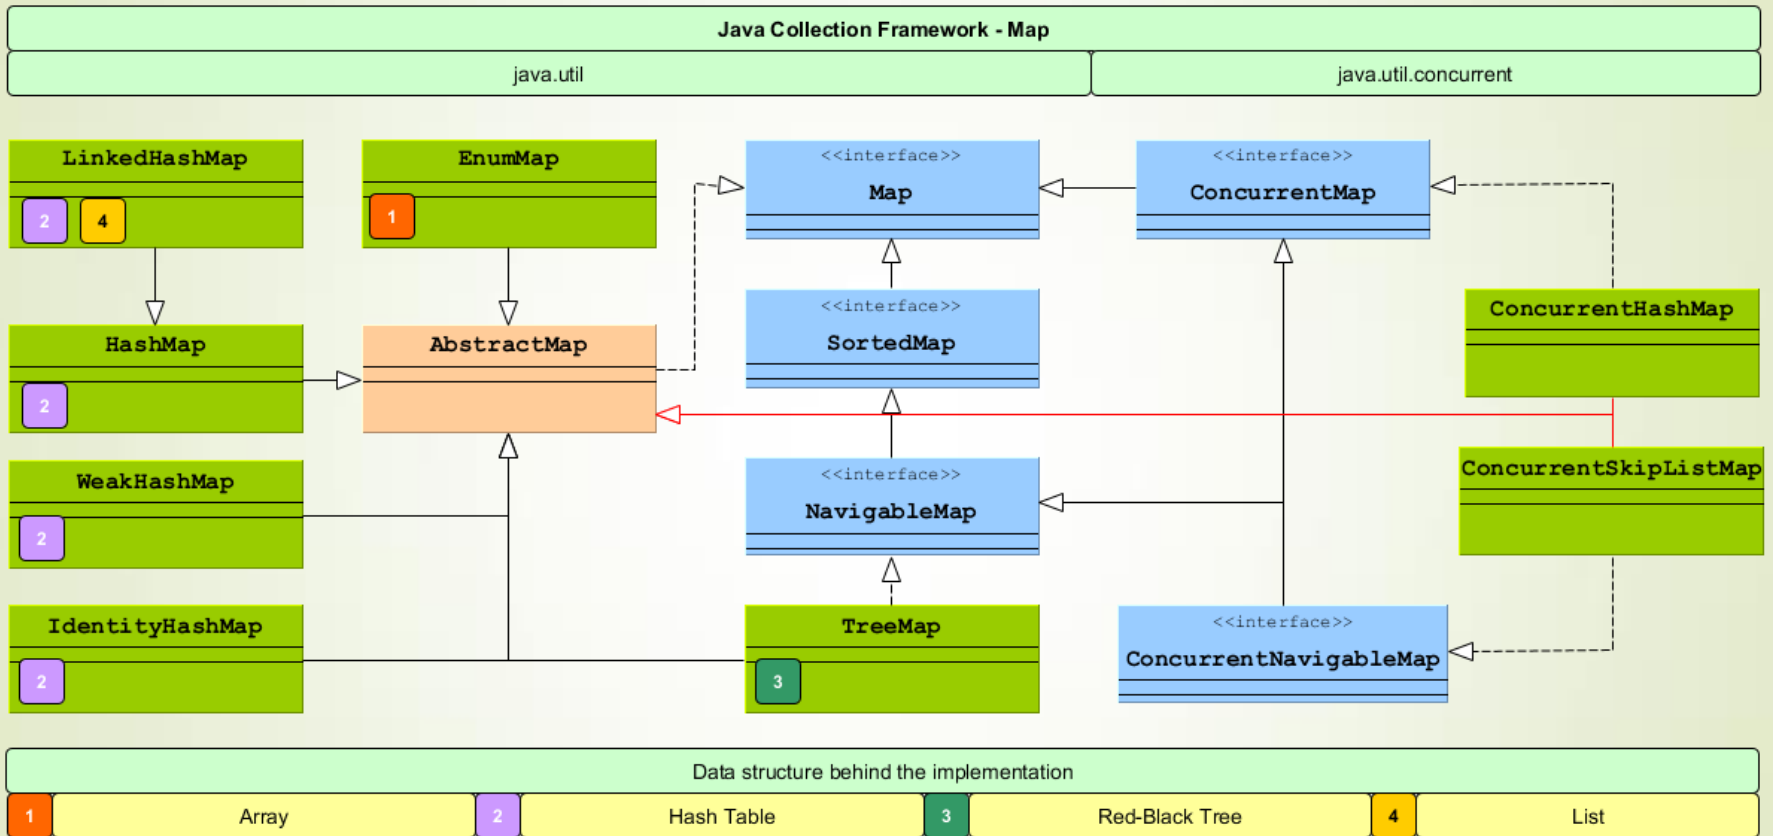 Java Collection Framework - Map
java.util
java.util.concurrent
LinkedHashMap
2 4
EnumMap
1
<<interface>>
Map
<<interface>>
ConcurrentMap
HashMap
2
AbstractMap
<<interface>>
SortedMap
ConcurrentHashMap
WeakHashMap
2
<<interface>>
NavigableMap
ConcurrentSkipListMap
IdentityHashMap
2
TreeMap
3
<<interface>>
ConcurrentNavigableMap
Data structure behind the implementation
1 Array 2 Hash Table 3 Red-Black Tree 4 List